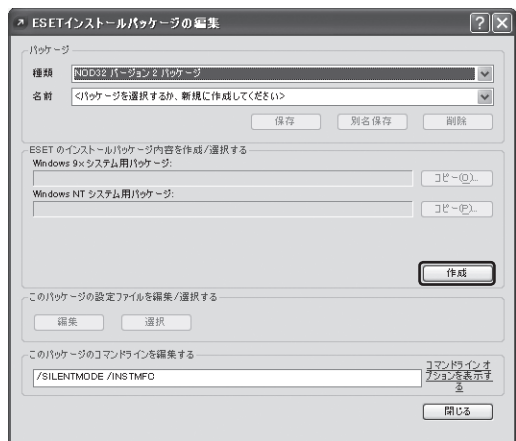 ESETインストールパッケージの編集
パッケージ
種類 NOD32 バージョン 2 パッケージ
名前 <パッケージを選択するか、新規に作成してください>
保存 別名保存 削除
ESET のインストールパッケージ内容を作成/選択する
Windows 9x システム用パッケージ:
コピー(O)...
Windows NT システム用パッケージ:
コピー(P)...
作成
このパッケージの設定ファイルを編集/選択する
編集 選択
このパッケージのコマンドラインを編集する
/SILENTMODE /INSTMFC
コマンドライン オ
プションを表示す
る
閉じる